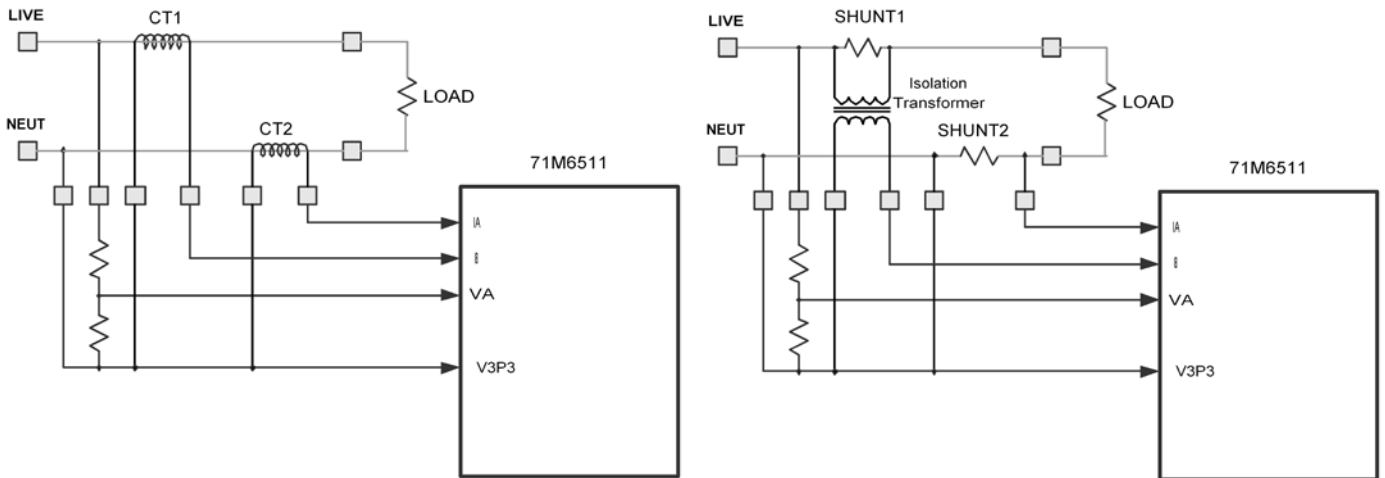 LIVE
CT1
LOAD
NEUT
CT2
71M6511
IA
B
VA
V3P3
LIVE
SHUNT1
Isolation
Transformer
LOAD
NEUT
SHUNT2
71M6511
IA
B
VA
V3P3